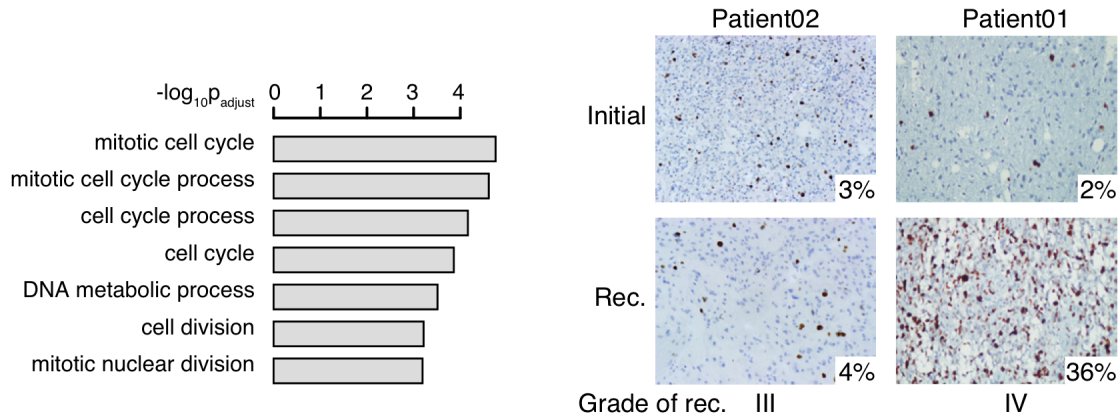 -log10padjust 0 1 2 3 4
mitotic cell cycle
mitotic cell cycle process
cell cycle process
cell cycle
DNA metabolic process
cell division
mitotic nuclear division
Patient02 Patient01
Initial
3% 2%
Rec.
4% 36%
Grade of rec. III IV